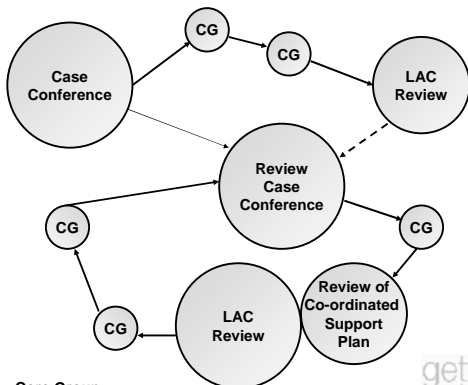 CG
CG
Case
Conference
LAC
Review
Review
Case
Conference
CG
CG
Review of
Co-ordinated
Support
Plan
LAC
Review
CG
get